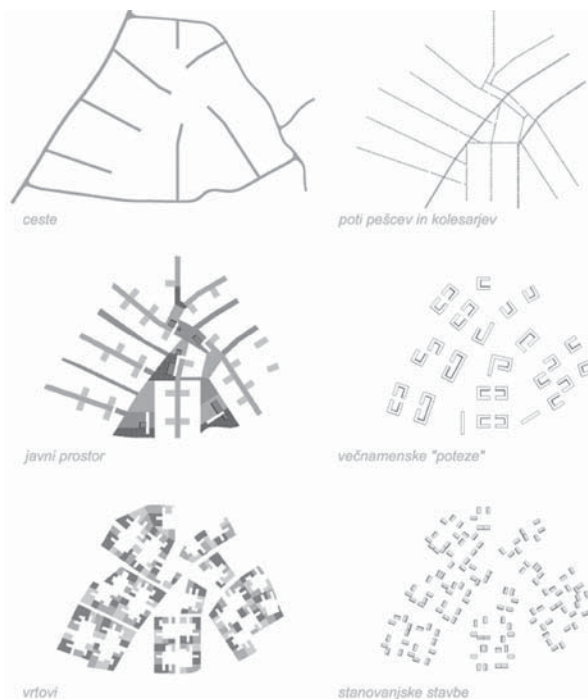 ceste
poti pešcev in kolesarjev
javni prostor
večnamenske "poteze"
vrtovi
stanovanjske stavbe